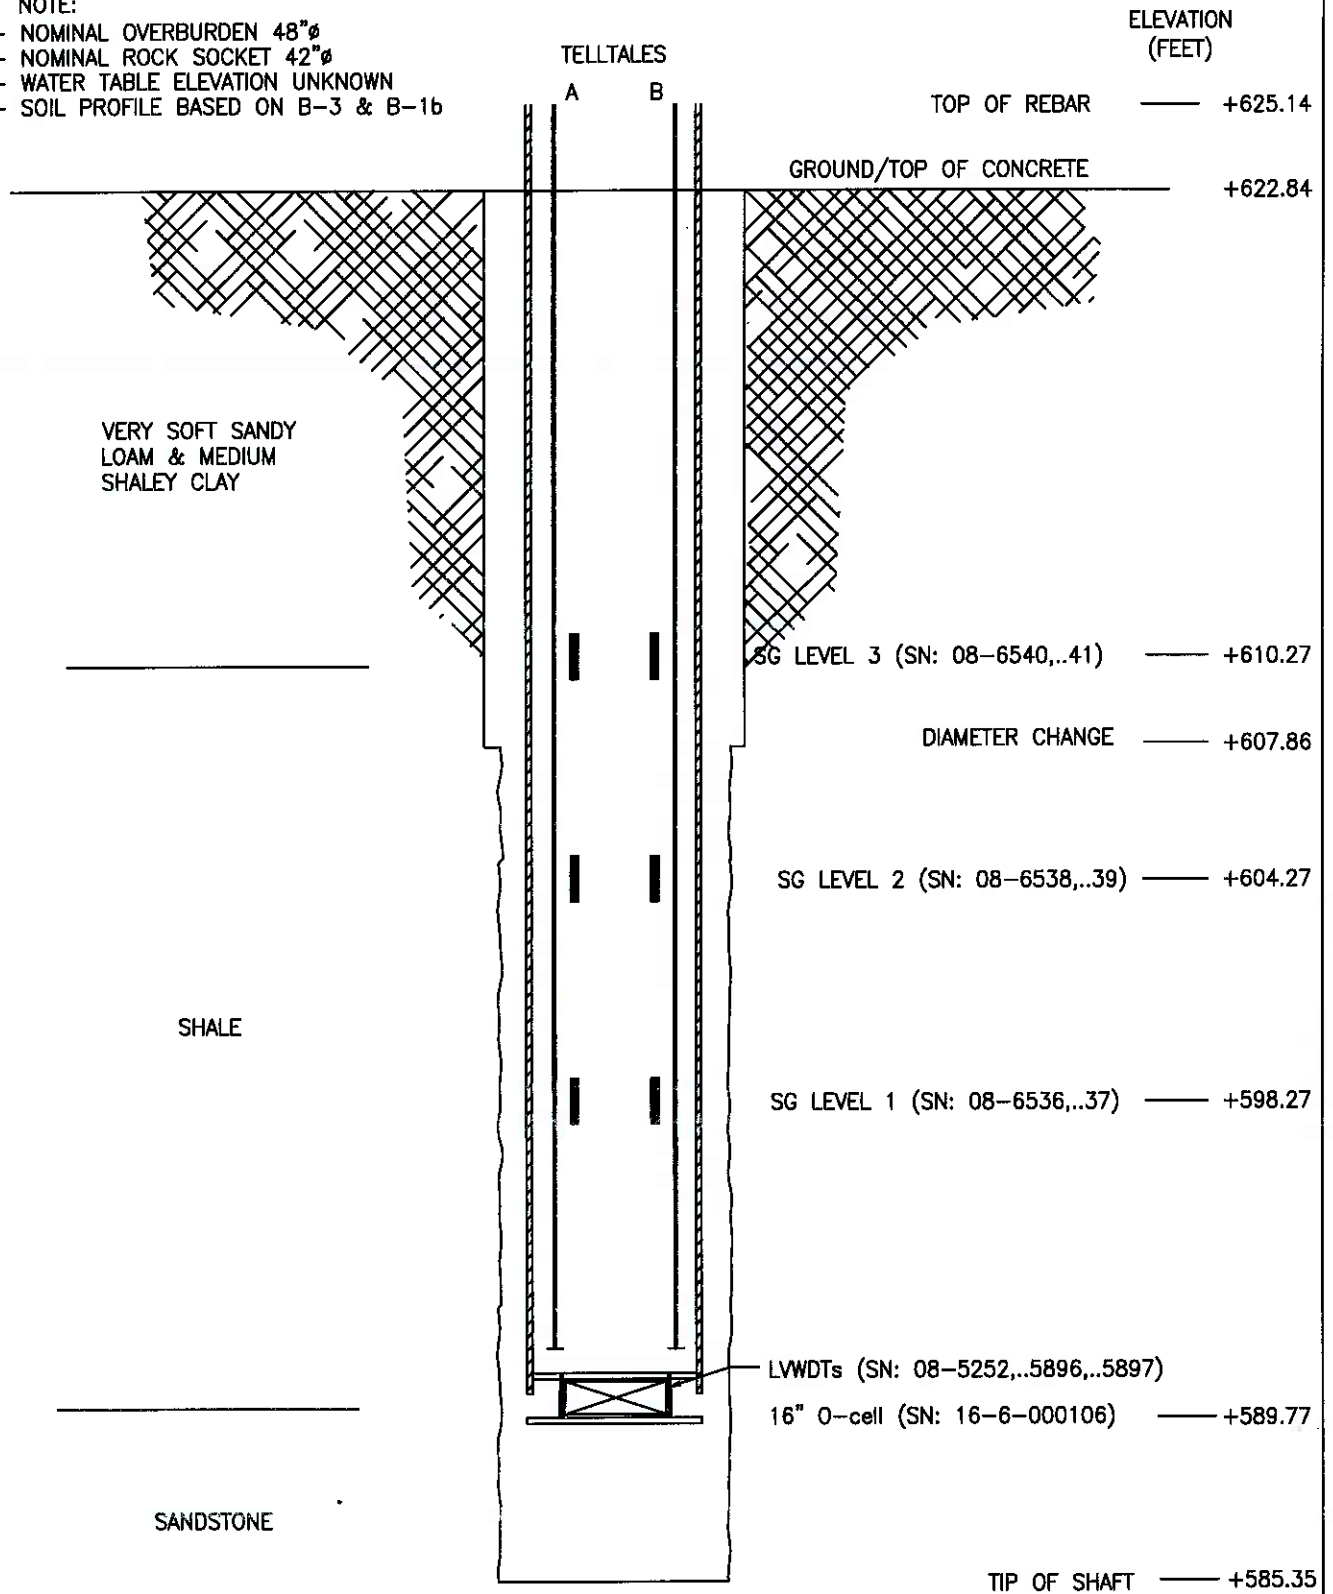 NOTE:
- NOMINAL OVERBURDEN 48"ø
- NOMINAL ROCK SOCKET 42"ø
- WATER TABLE ELEVATION UNKNOWN
- SOIL PROFILE BASED ON B-3 & B-1b
TELLTALES
A B
ELEVATION
(FEET)
TOP OF REBAR +625.14
GROUND/TOP OF CONCRETE +622.84
VERY SOFT SANDY
LOAM & MEDIUM
SHALEY CLAY
SG LEVEL 3 (SN: 08-6540,..41) +610.27
DIAMETER CHANGE +607.86
SG LEVEL 2 (SN: 08-6538,..39) +604.27
SHALE
SG LEVEL 1 (SN: 08-6536,..37) +598.27
LVWDTs (SN: 08-5252,..5896,..5897)
16" O-cell (SN: 16-6-000106) +589.77
SANDSTONE
TIP OF SHAFT +585.35